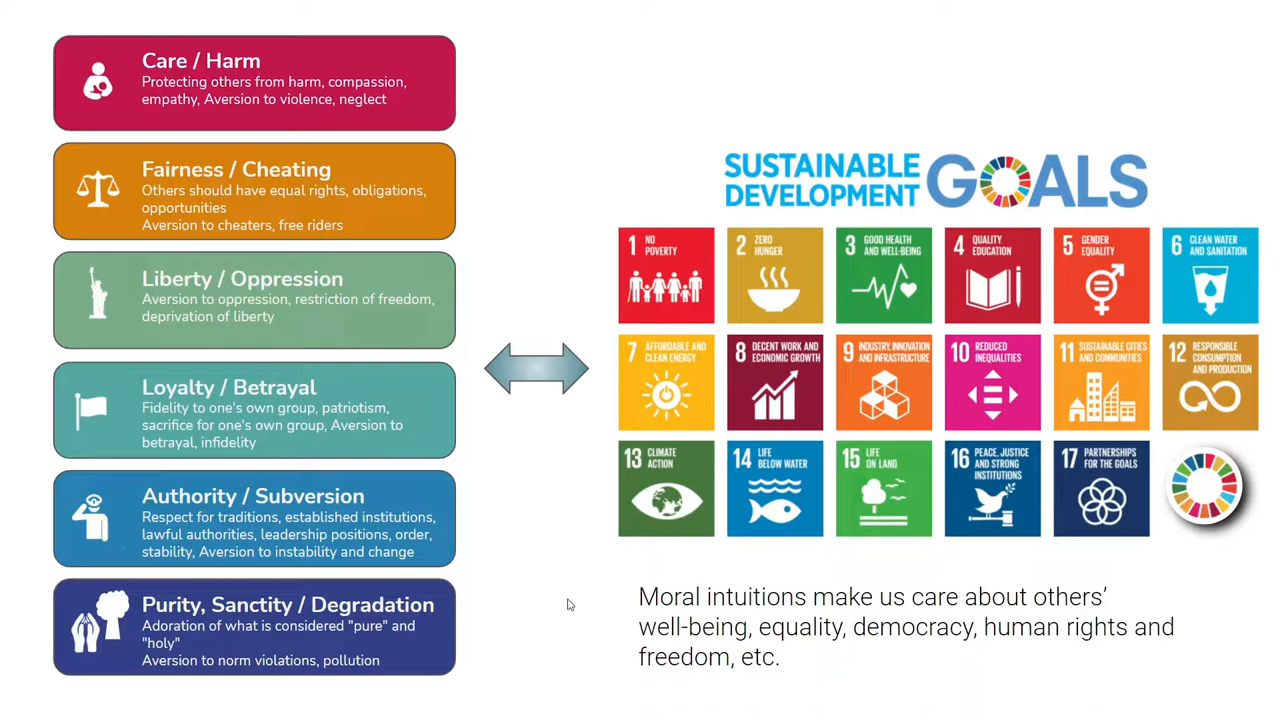 Care / Harm
Protecting others from harm, compassion,
empathy, Aversion to violence, neglect
Fairness / Cheating
Others should have equal rights, obligations,
opportunities
Aversion to cheaters, free riders
Liberty / Oppression
Aversion to oppression, restriction of freedom,
deprivation of liberty
Loyalty / Betrayal
Fidelity to one's own group, patriotism,
sacrifice for one's own group, Aversion to
betrayal, infidelity
Authority / Subversion
Respect for traditions, established institutions,
lawful authorities, leadership positions, order,
stability, Aversion to instability and change
Purity, Sanctity / Degradation
Adoration of what is considered "pure" and
"holy"
Aversion to norm violations, pollution
SUSTAINABLE
DEVELOPMENT
GOALS
1 NO
POVERTY
2 ZERO
HUNGER
3 GOOD HEALTH
AND WELL-BEING
4 QUALITY
EDUCATION
5 GENDER
EQUALITY
6 CLEAN WATER
AND SANITATION
7 AFFORDABLE AND
CLEAN ENERGY
8 DECENT WORK AND
ECONOMIC GROWTH
9 INDUSTRY, INNOVATION
AND INFRASTRUCTURE
10 REDUCED
INEQUALITIES
11 SUSTAINABLE CITIES
AND COMMUNITIES
12 RESPONSIBLE
CONSUMPTION
AND PRODUCTION
13 CLIMATE
ACTION
14 LIFE
BELOW WATER
15 LIFE
ON LAND
16 PEACE, JUSTICE
AND STRONG
INSTITUTIONS
17 PARTNERSHIPS
FOR THE GOALS
Moral intuitions make us care about others’
well-being, equality, democracy, human rights and
freedom, etc.